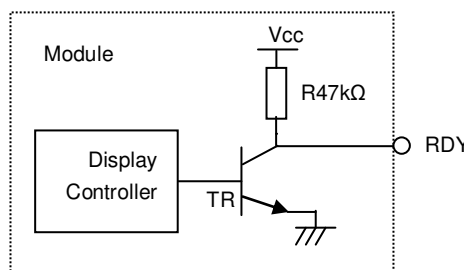 Module
Vcc
R47kΩ
Display
Controller
TR
RDY